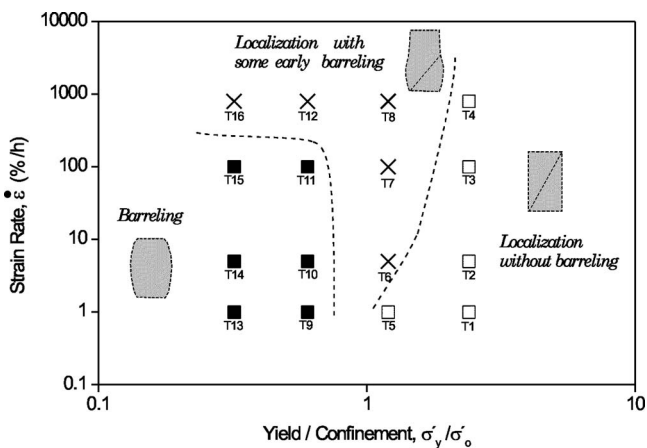 10000
1000
100
10
1
0.1
Strain Rate, ε̇ (%/h)
Localization with
some early barreling
T16
T12
T8
T4
T15
T11
T7
T3
Barreling
Localization
without barreling
T14
T10
T6
T2
T13
T9
T5
T1
0.1
1
10
Yield / Confinement, σ'y/σ'o